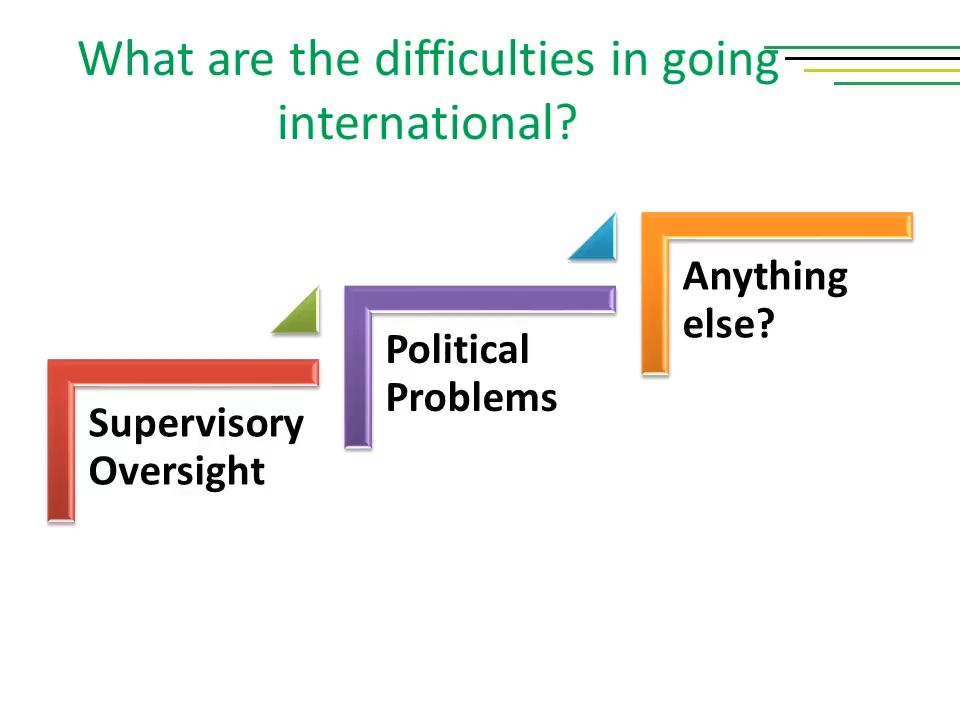 What are the difficulties in going
international?
Supervisory
Oversight
Political
Problems
Anything
else?